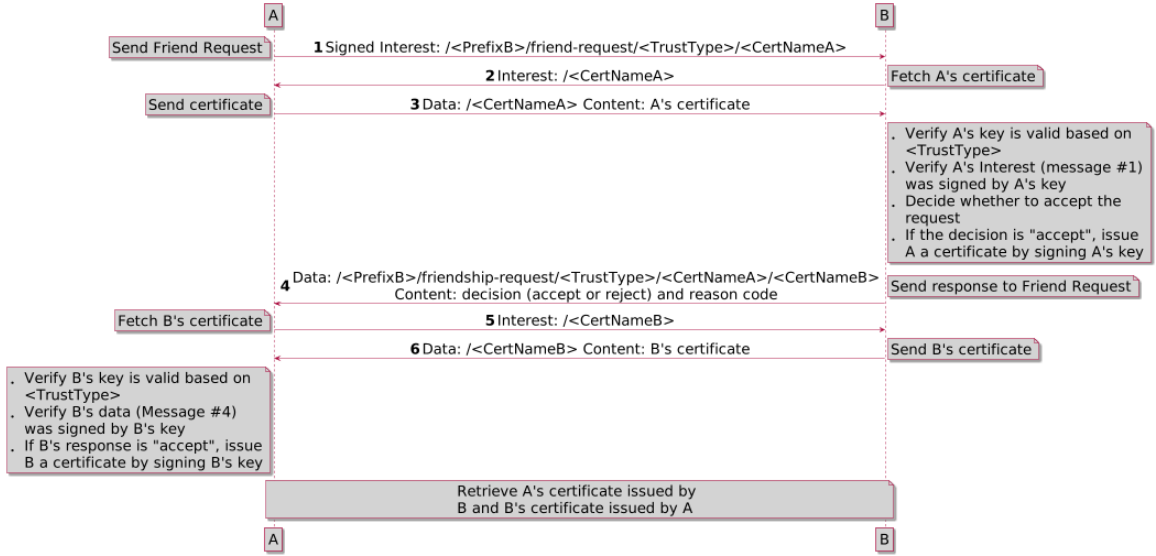 A B
Send Friend Request
1 Signed Interest: /<PrefixB>/friend-request/<TrustType>/<CertNameA>
2 Interest: /<CertNameA>
Fetch A's certificate
Send certificate
3 Data: /<CertNameA> Content: A's certificate
. Verify A's key is valid based on
<TrustType>
. Verify A's Interest (message #1)
was signed by A's key
. Decide whether to accept the
request
. If the decision is "accept", issue
A a certificate by signing A's key
4 Data: /<PrefixB>/friendship-request/<TrustType>/<CertNameA>/<CertNameB>
Content: decision (accept or reject) and reason code
Send response to Friend Request
Fetch B's certificate
5 Interest: /<CertNameB>
6 Data: /<CertNameB> Content: B's certificate
Send B's certificate
. Verify B's key is valid based on
<TrustType>
. Verify B's data (Message #4)
was signed by B's key
. If B's response is "accept", issue
B a certificate by signing B's key
Retrieve A's certificate issued by
B and B's certificate issued by A
A B